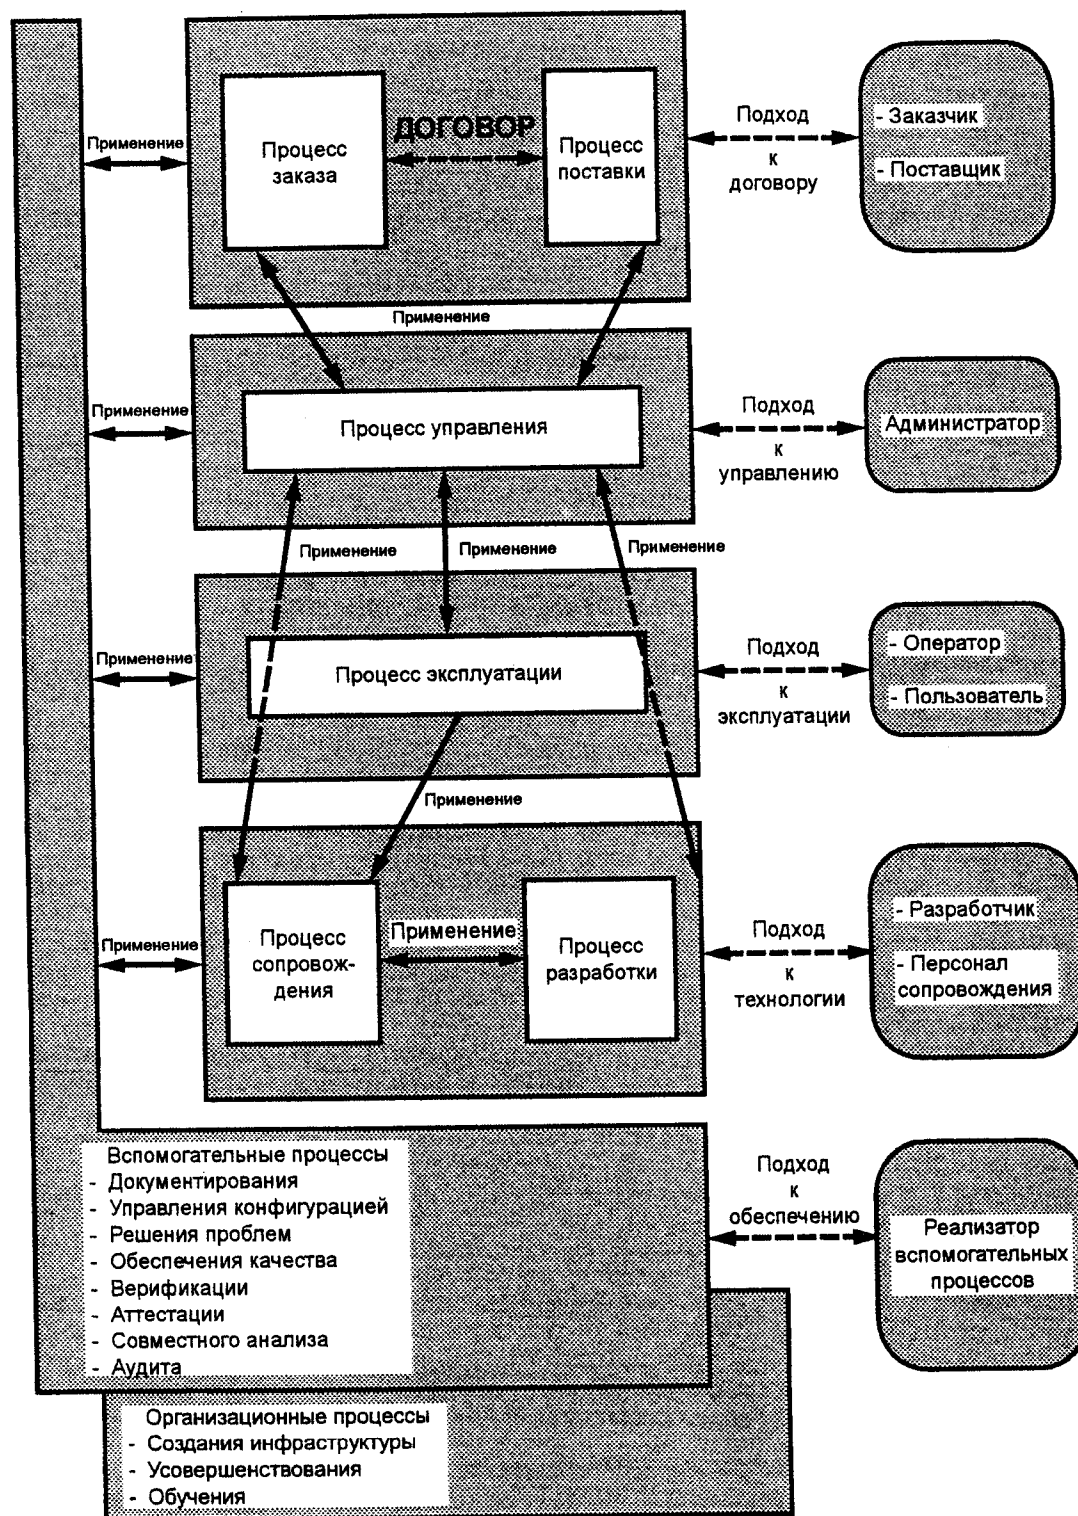 ДОГОВОР
Применение
Процесс
заказа
Процесс
поставки
Подход
к
договору
- Заказчик
- Поставщик
Применение
Применение
Процесс управления
Подход
к
управлению
Администратор
Применение
Применение
Применение
Применение
Процесс эксплуатации
Подход
к
эксплуатации
- Оператор
- Пользователь
Применение
Применение
Процесс
сопровож-
дения
Применение
Процесс
разработки
Подход
к
технологии
- Разработчик
- Персонал
сопровождения
Вспомогательные процессы
- Документирования
- Управления конфигурацией
- Решения проблем
- Обеспечения качества
- Верификации
- Аттестации
- Совместного анализа
- Аудита
Подход
к
обеспечению
Реализатор
вспомогательных
процессов
Организационные процессы
- Создания инфраструктуры
- Усовершенствования
- Обучения